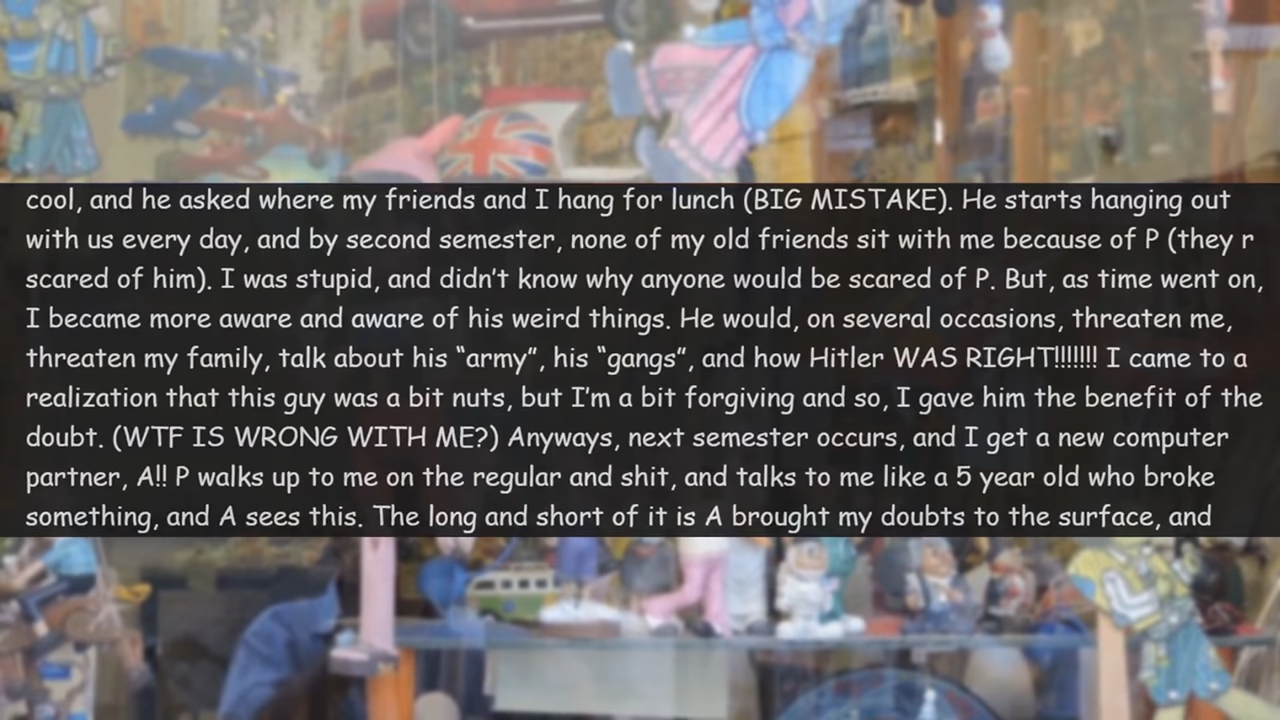 cool, and he asked where my friends and I hang for lunch (BIG MISTAKE). He starts hanging out
with us every day, and by second semester, none of my old friends sit with me because of P (they r
scared of him). I was stupid, and didn't know why anyone would be scared of P. But, as time went on,
I became more aware and aware of his weird things. He would, on several occasions, threaten me,
threaten my family, talk about his “army”, his “gangs”, and how Hitler WAS RIGHT!!!!!!! I came to a
realization that this guy was a bit nuts, but I'm a bit forgiving and so, I gave him the benefit of the
doubt. (WTF IS WRONG WITH ME?) Anyways, next semester occurs, and I get a new computer
partner, A!! P walks up to me on the regular and shit, and talks to me like a 5 year old who broke
something, and A sees this. The long and short of it is A brought my doubts to the surface, and